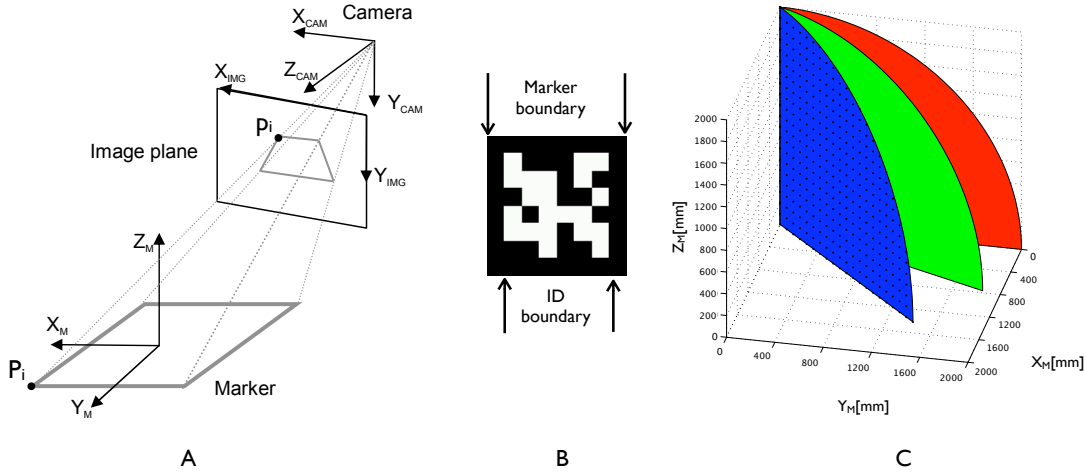 Camera
X_CAM
Z_CAM
Y_CAM
X_IMG
P_i
Image plane
Y_IMG
Z_M
X_M
P_i
Y_M
Marker
A
Marker
boundary
ID
boundary
B
2000
1800
1600
1400
1200
1000
800
600
400
200
0
Z_M[mm]
0
400
800
1200
1600
2000
Y_M[mm]
0
400
800
1200
1600
2000
X_M[mm]
C